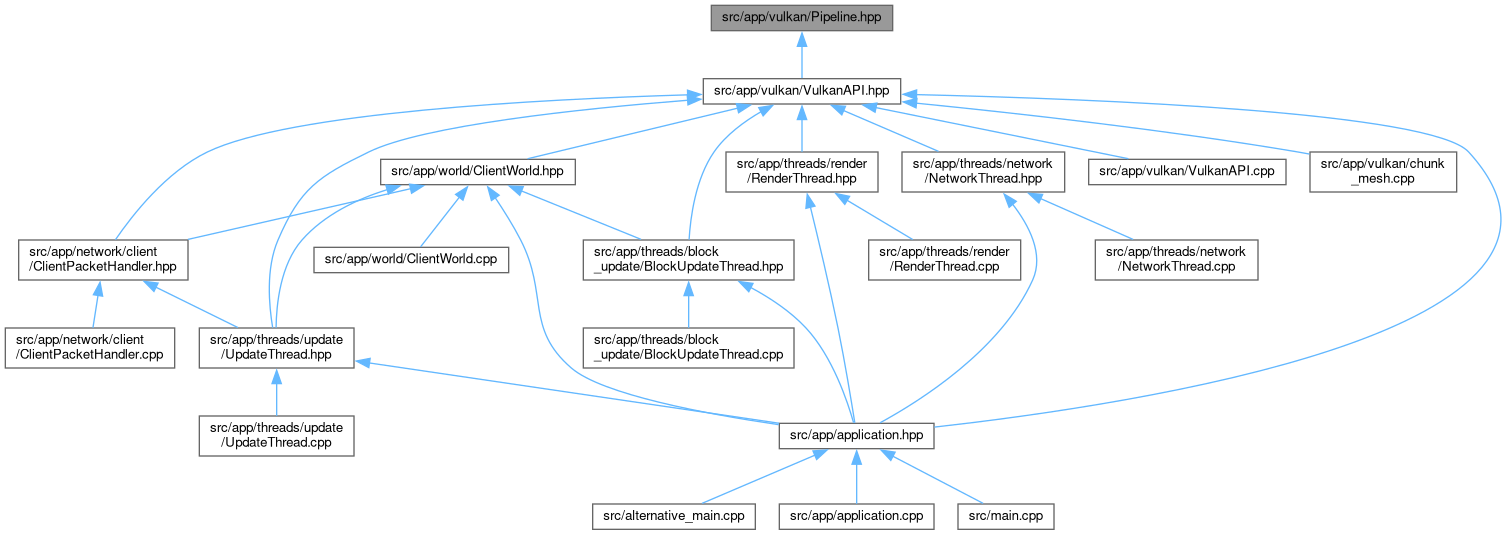 src/app/vulkan/Pipeline.hpp
src/app/vulkan/VulkanAPI.hpp
src/app/world/ClientWorld.hpp
src/app/threads/render
/RenderThread.hpp
src/app/threads/network
/NetworkThread.hpp
src/app/vulkan/VulkanAPI.cpp
src/app/vulkan/chunk
_mesh.cpp
src/app/network/client
/ClientPacketHandler.hpp
src/app/world/ClientWorld.cpp
src/app/threads/block
_update/BlockUpdateThread.hpp
src/app/threads/render
/RenderThread.cpp
src/app/threads/network
/NetworkThread.cpp
src/app/network/client
/ClientPacketHandler.cpp
src/app/threads/update
/UpdateThread.hpp
src/app/threads/block
_update/BlockUpdateThread.cpp
src/app/threads/update
/UpdateThread.cpp
src/app/application.hpp
src/alternative_main.cpp
src/app/application.cpp
src/main.cpp